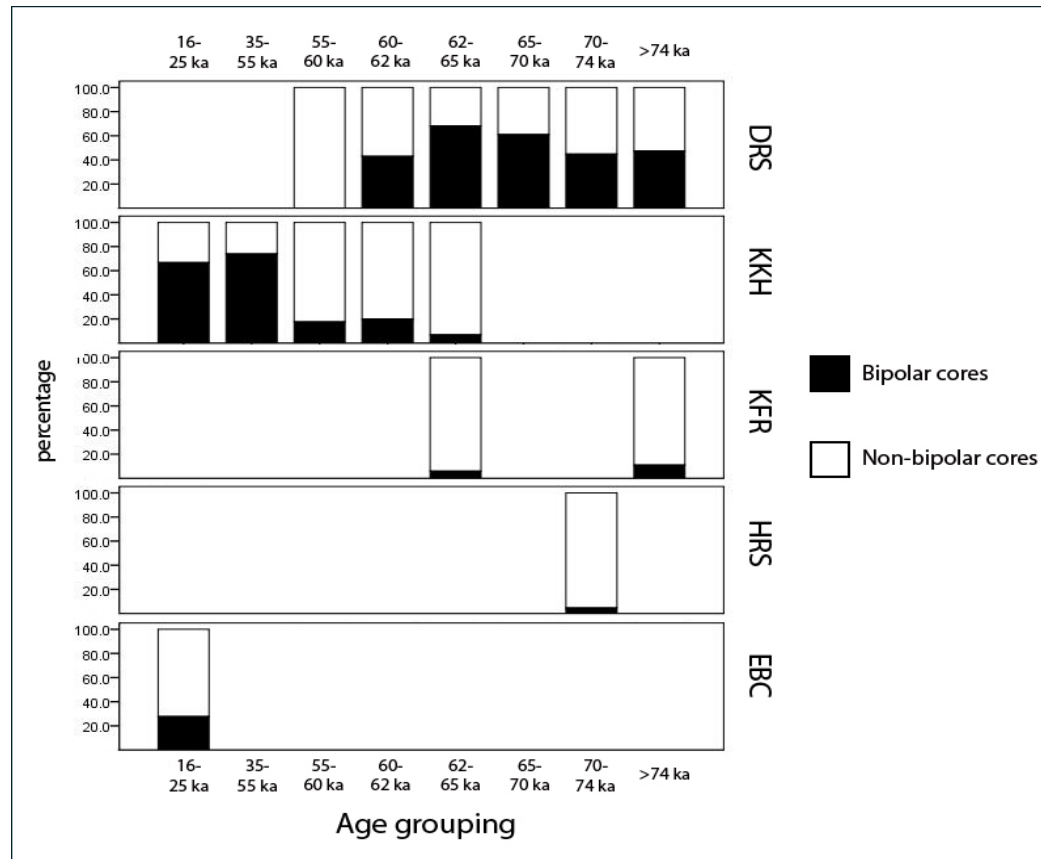 16- 35- 55- 60- 62- 65- 70- >74 ka
25 ka 55 ka 60 ka 62 ka 65 ka 70 ka 74 ka
100.0
80.0
60.0
40.0
20.0
DRS
100.0
80.0
60.0
40.0
20.0
KKH
100.0
80.0
60.0
40.0
20.0
KFR
100.0
80.0
60.0
40.0
20.0
HRS
100.0
80.0
60.0
40.0
20.0
EBC
percentage
Bipolar cores
Non-bipolar cores
16- 35- 55- 60- 62- 65- 70- >74 ka
25 ka 55 ka 60 ka 62 ka 65 ka 70 ka 74 ka
Age grouping